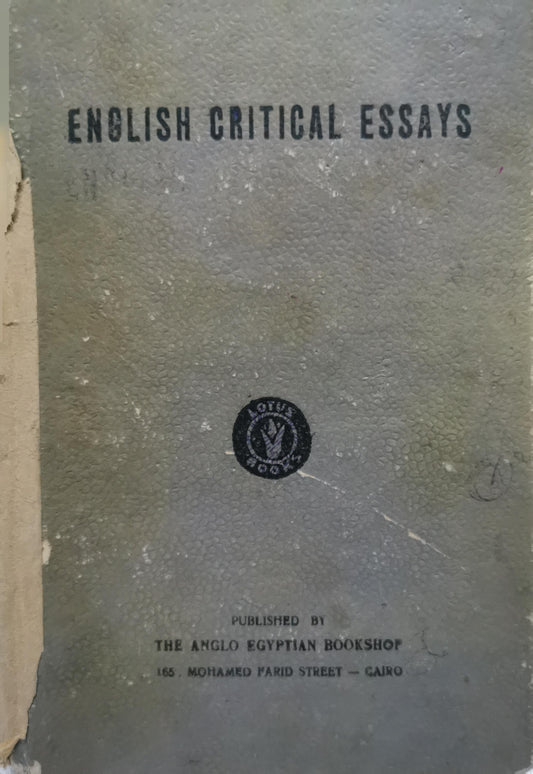 ENGLISH CRITICAL ESSAYS
LOTUS
BOOKS
PUBLISHED BY
THE ANGLO EGYPTIAN BOOKSHOP
165, MOHAMED FARID STREET — CAIRO